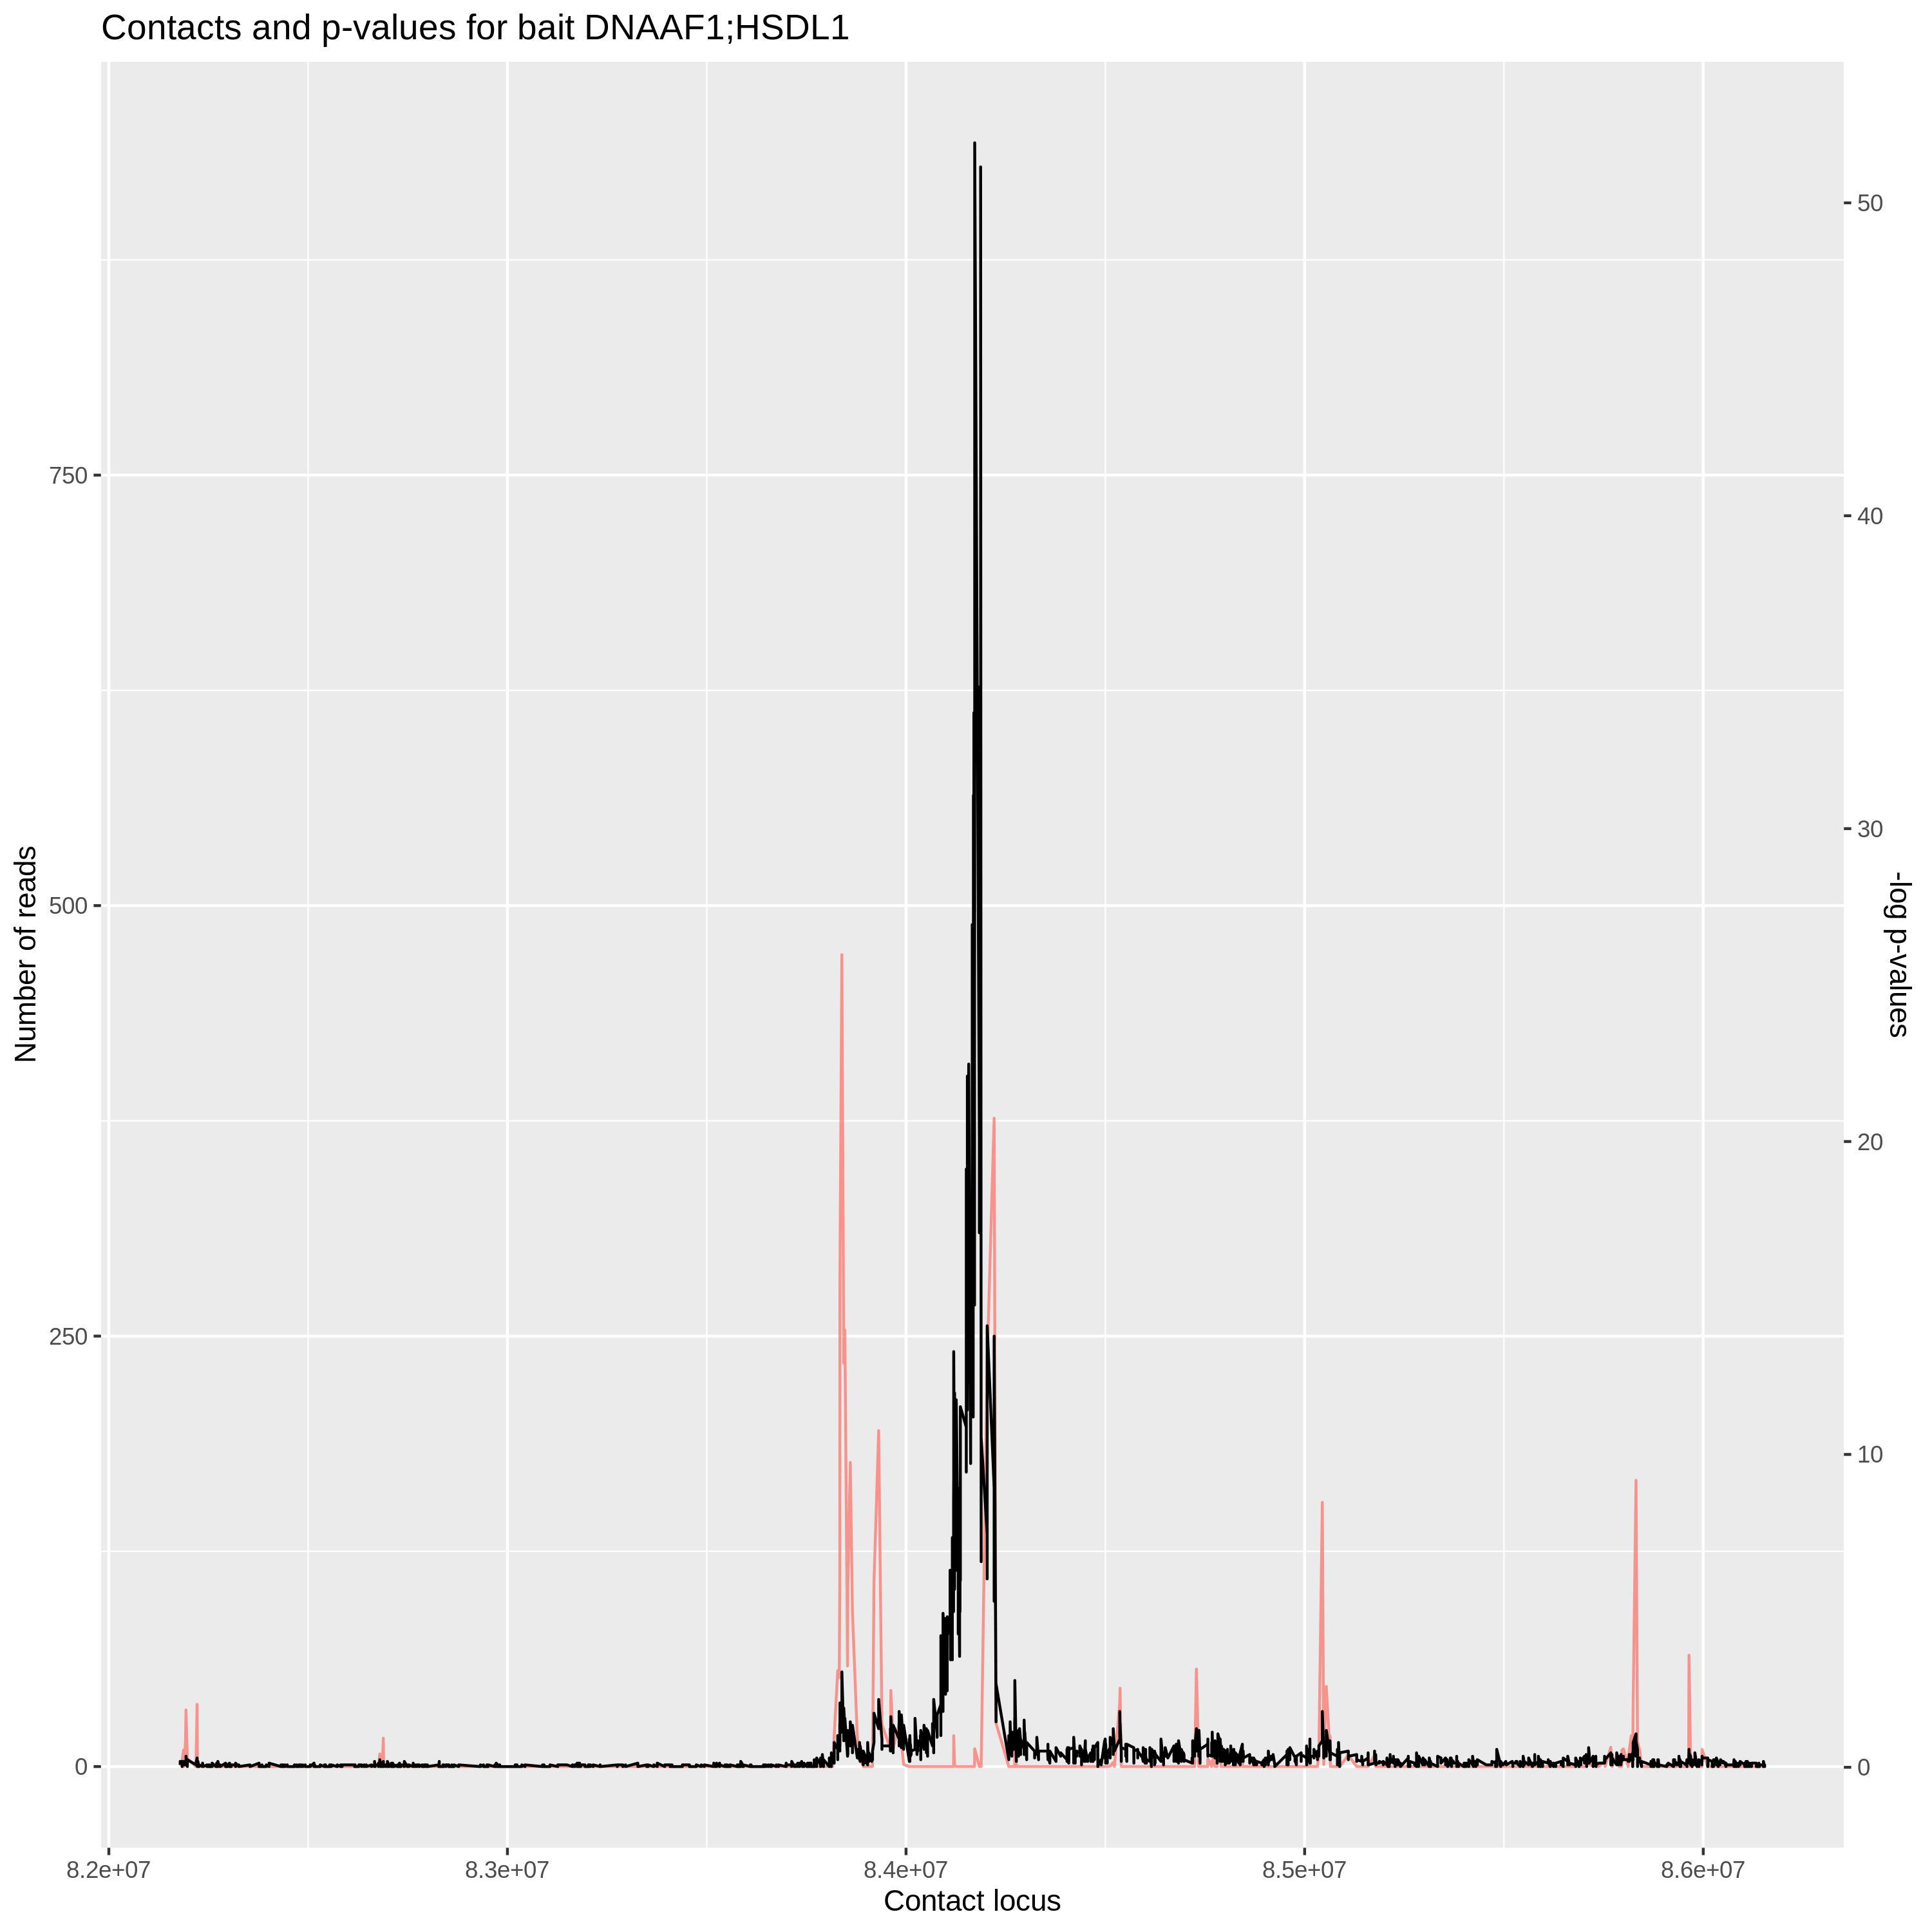 Contacts and p-values for bait DNAAF1;HSDL1
Number of reads
750
500
250
0
50
40
30
20
10
0
-log p-values
8.2e+07 8.3e+07 8.4e+07 8.5e+07 8.6e+07
Contact locus